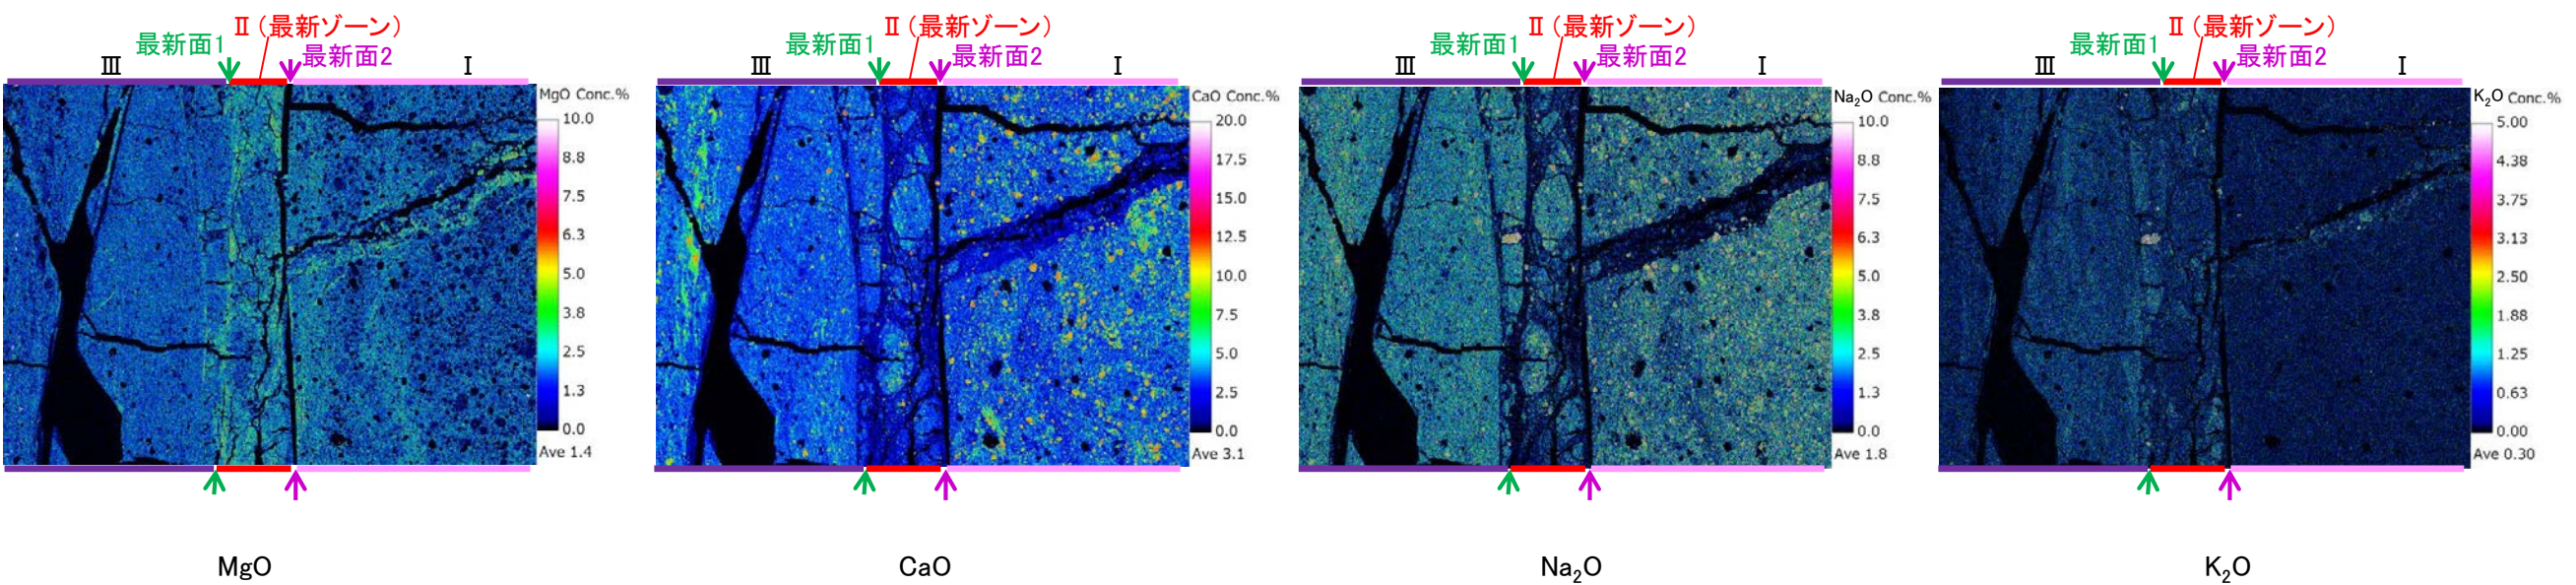 Ⅱ（最新ゾーン）
最新面1
最新面2
Ⅲ
Ⅰ
MgO Conc.%
10.0
8.8
7.5
6.3
5.0
3.8
2.5
1.3
0.0
Ave 1.4
MgO
Ⅱ（最新ゾーン）
最新面1
最新面2
Ⅲ
Ⅰ
CaO Conc.%
20.0
17.5
15.0
12.5
10.0
7.5
5.0
2.5
0.0
Ave 3.1
CaO
Ⅱ（最新ゾーン）
最新面1
最新面2
Ⅲ
Ⅰ
Na₂O Conc.%
10.0
8.8
7.5
6.3
5.0
3.8
2.5
1.3
0.0
Ave 1.8
Na₂O
Ⅱ（最新ゾーン）
最新面1
最新面2
Ⅲ
Ⅰ
K₂O Conc.%
5.00
4.38
3.75
3.13
2.50
1.88
1.25
0.63
0.00
Ave 0.30
K₂O